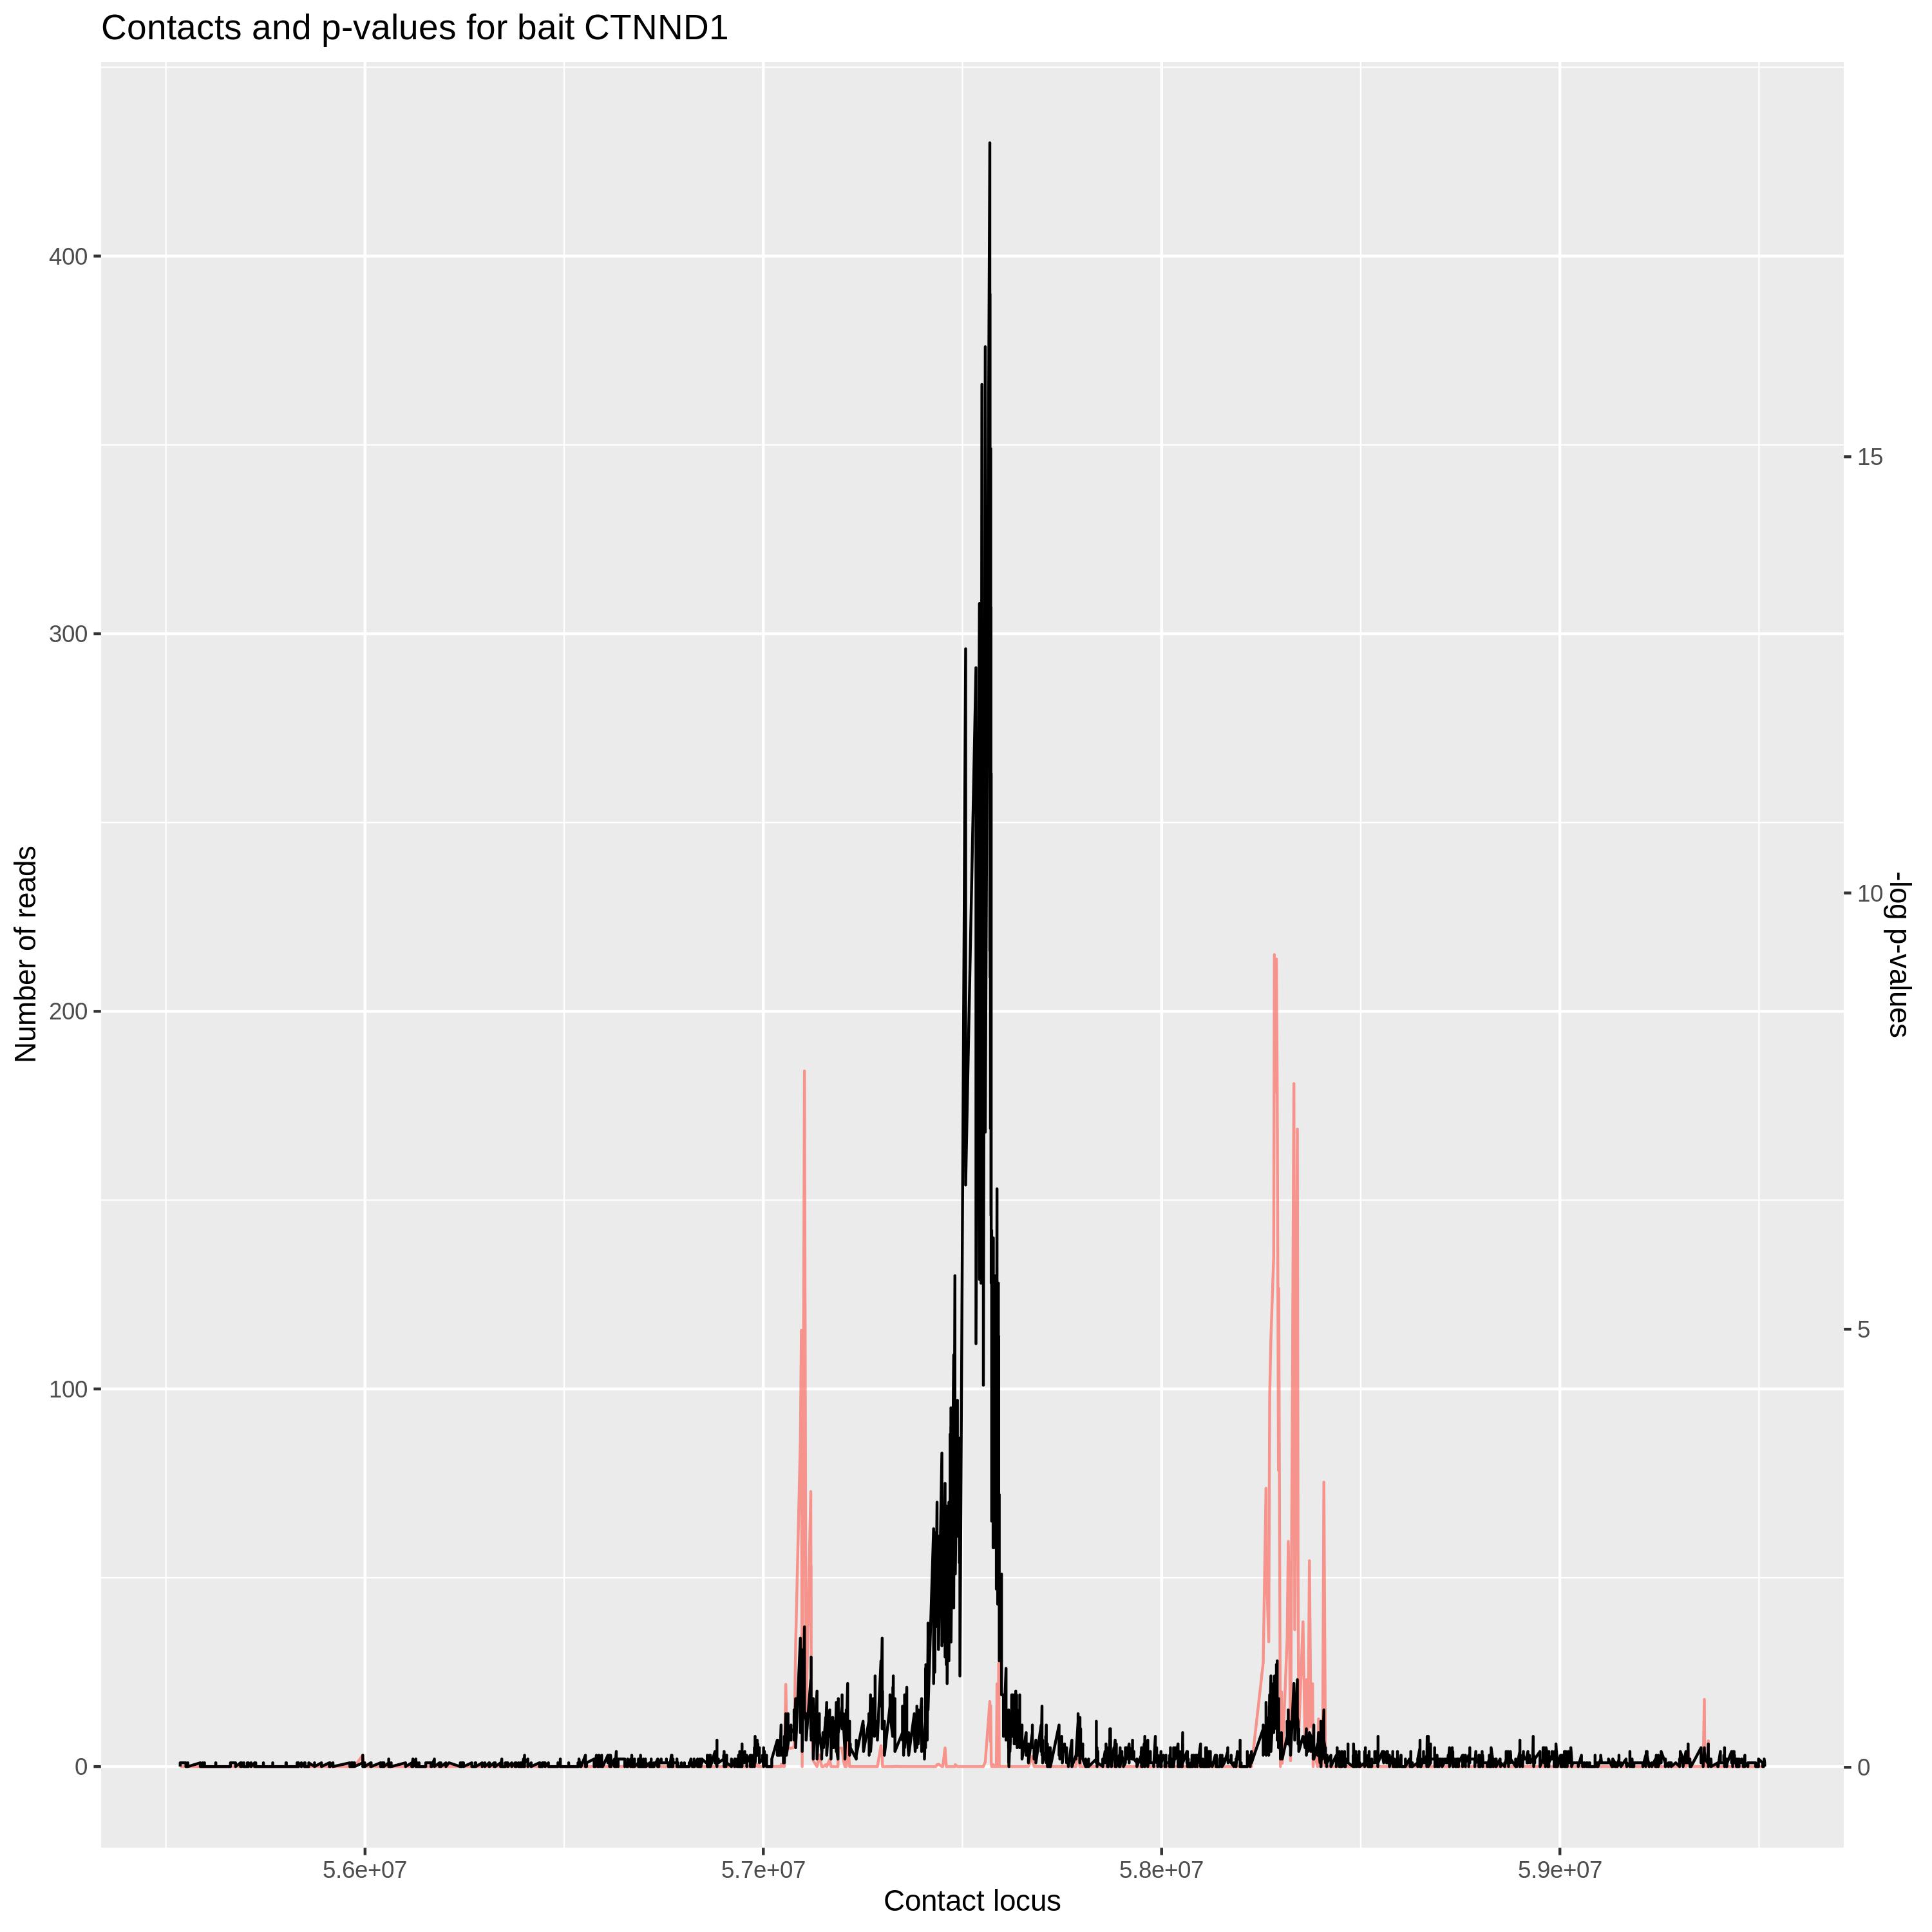 Contacts and p-values for bait CTNND1
Number of reads
400
300
200
100
0
15
10
5
0
-log p-values
5.6e+07
5.7e+07
5.8e+07
5.9e+07
Contact locus